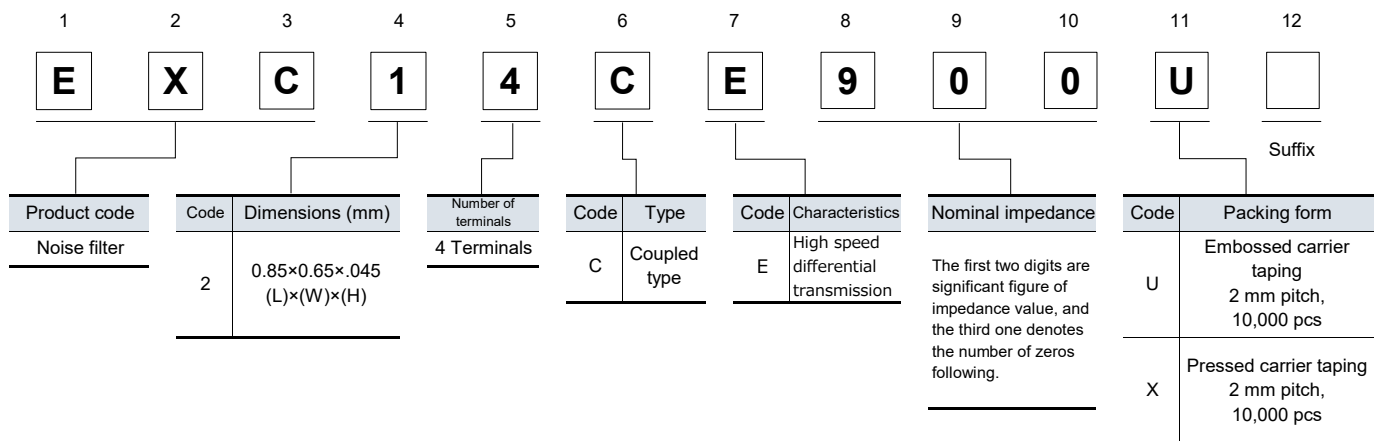 1 2 3 4 5 6 7 8 9 10 11 12
E X C 1 4 C E 9 0 0 U
Suffix
Product code
Noise filter
Code Dimensions (mm)
2 0.85×0.65×.045
(L)×(W)×(H)
Number of
terminals
4 Terminals
Code Type
C Coupled
type
Code Characteristics
E High speed
differential
transmission
Nominal impedance
The first two digits are
significant figure of
impedance value, and
the third one denotes
the number of zeros
following.
Code Packing form
U Embossed carrier
taping
2 mm pitch,
10,000 pcs
X Pressed carrier taping
2 mm pitch,
10,000 pcs